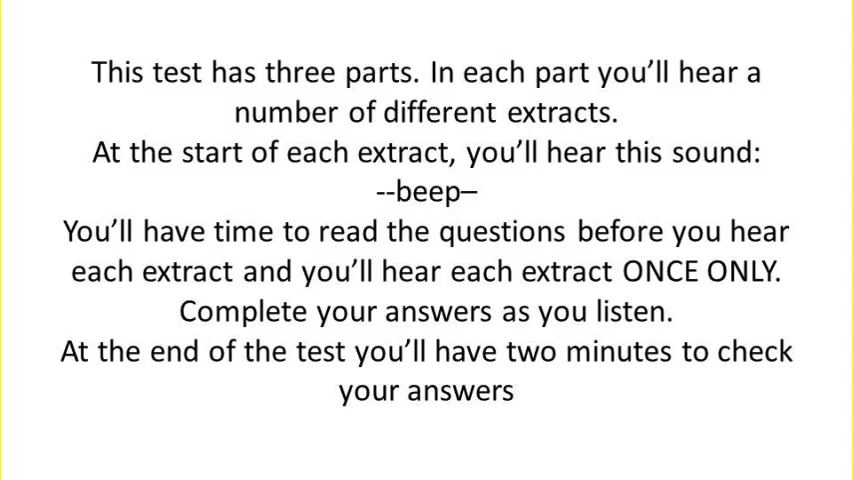 This test has three parts. In each part you’ll hear a
number of different extracts.
At the start of each extract, you’ll hear this sound:
--beep–
You’ll have time to read the questions before you hear
each extract and you’ll hear each extract ONCE ONLY.
Complete your answers as you listen.
At the end of the test you’ll have two minutes to check
your answers